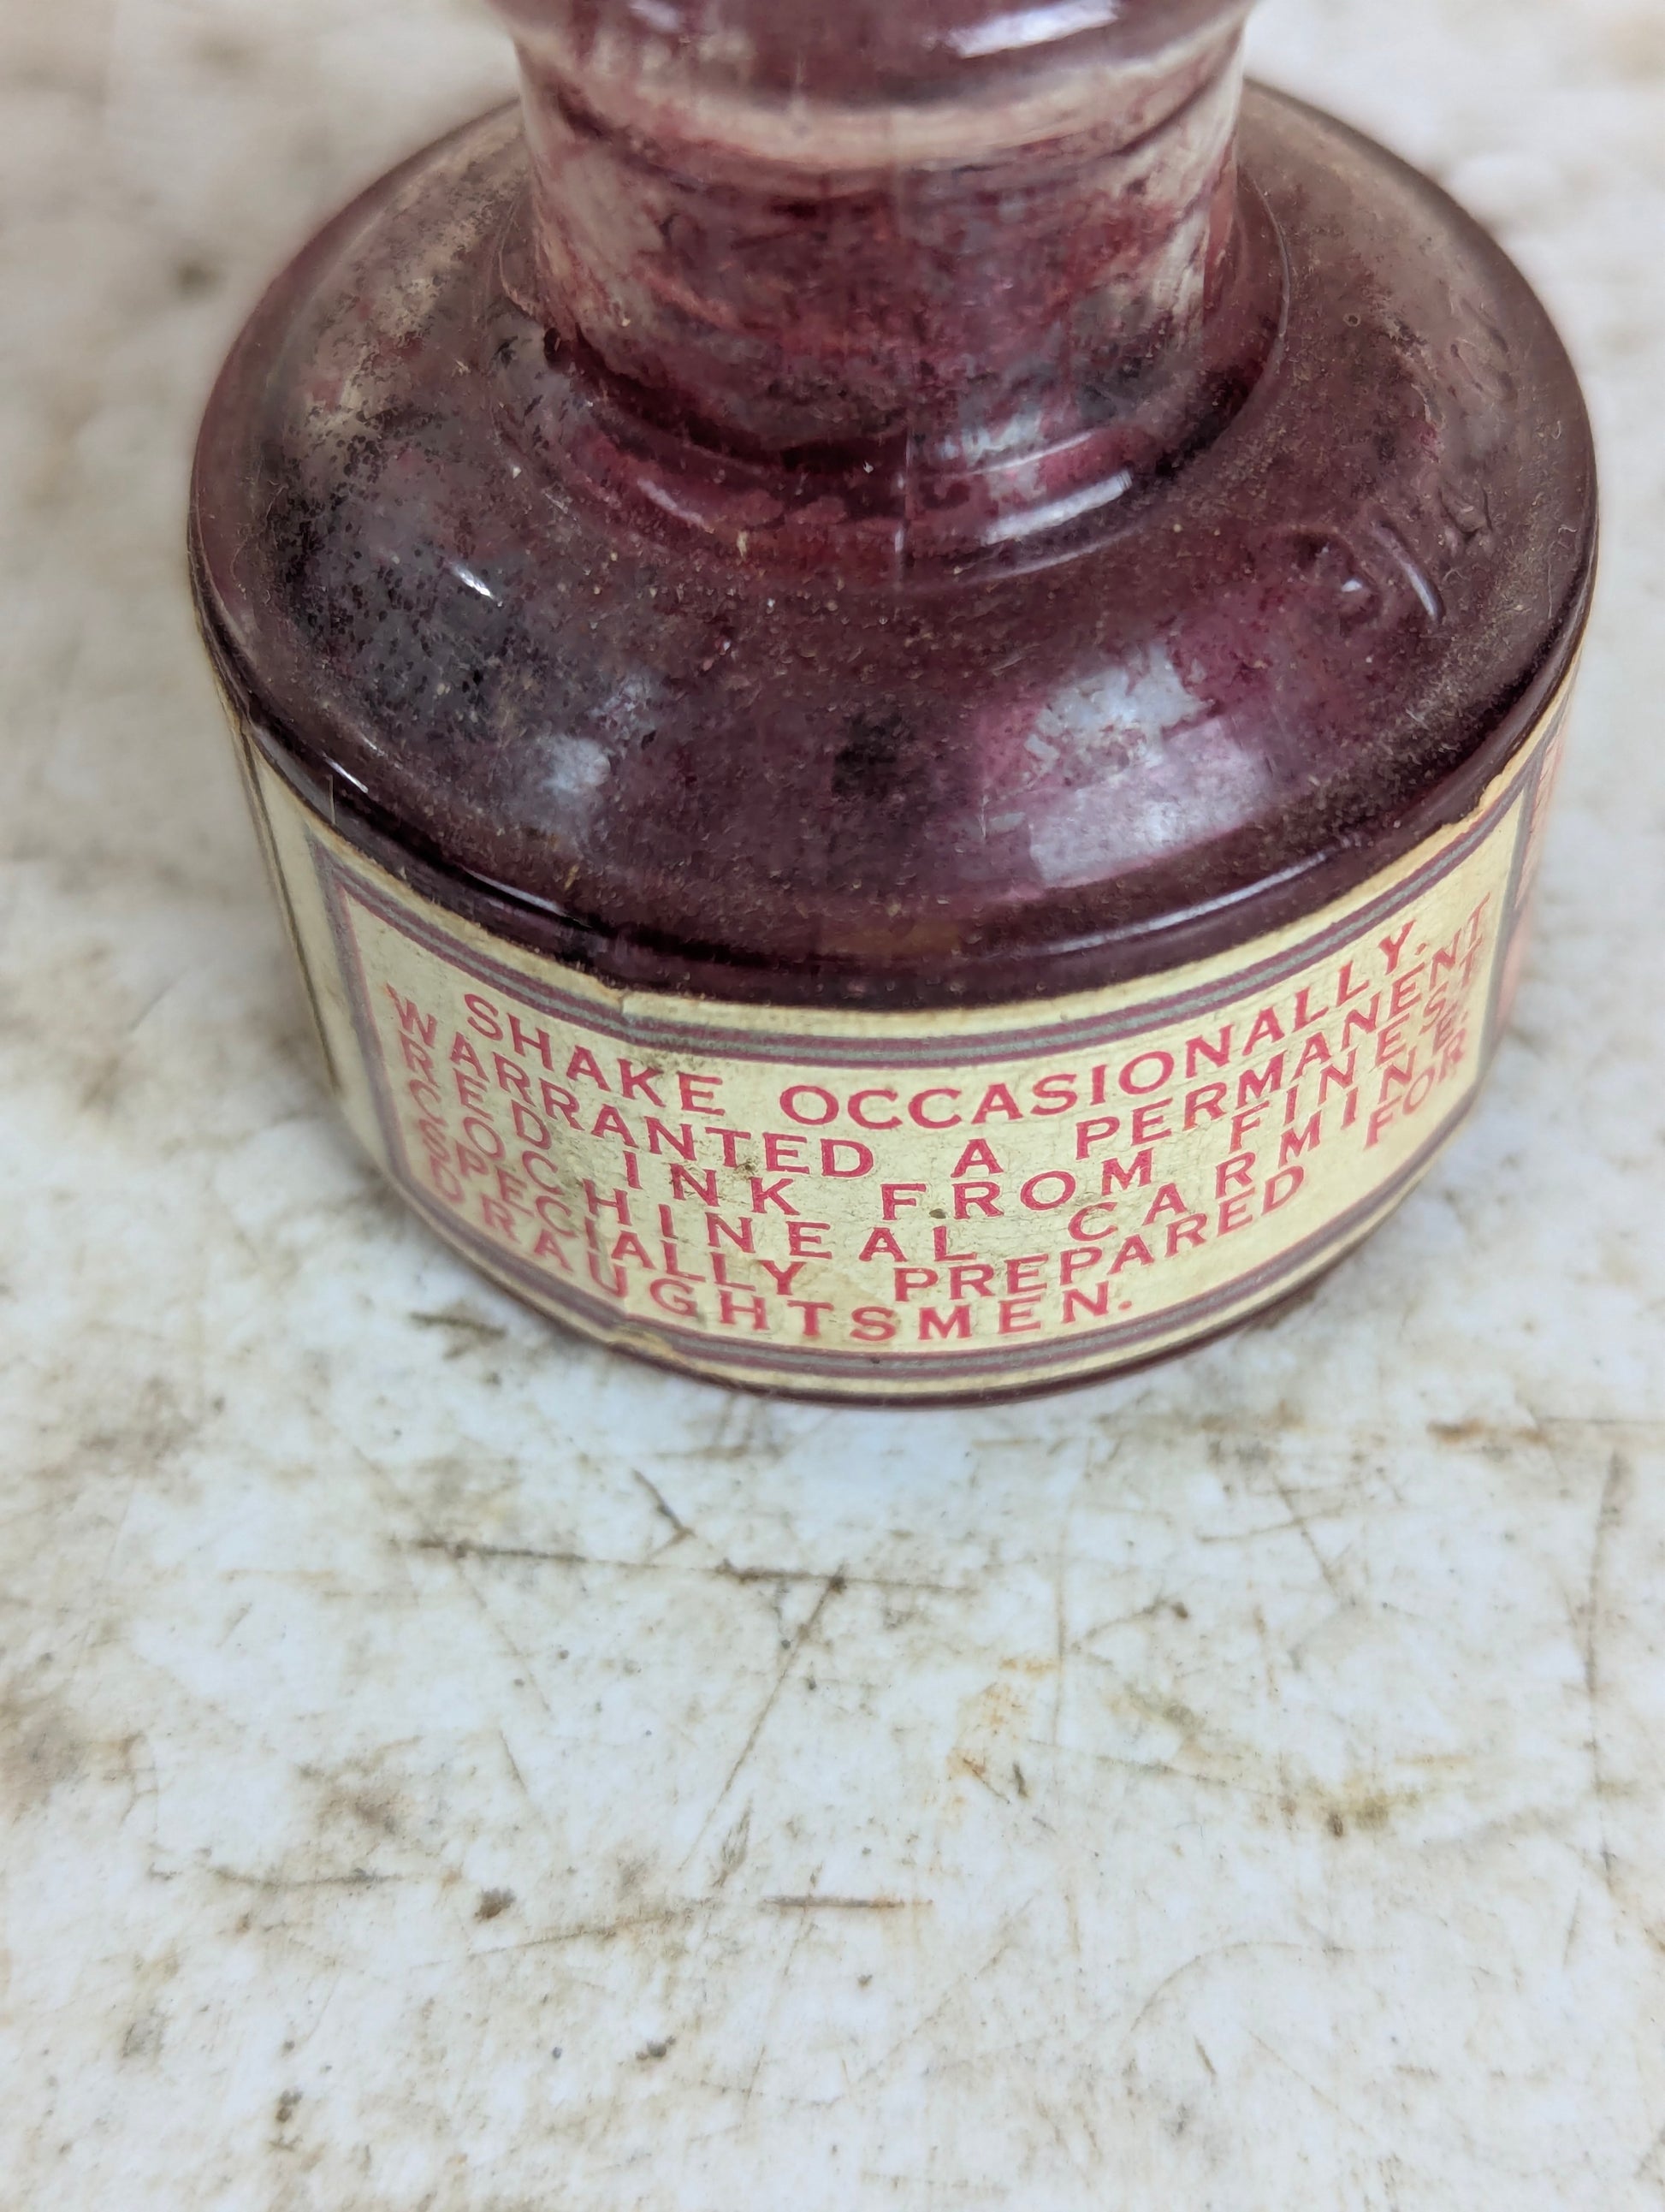 SHAKE OCCASIONALLY.
WARRANTED A PERMANENT
RED INK FROM FINEST
COCHINEAL CARMINE.
SPECIALLY PREPARED FOR
DRAUGHTSMEN.